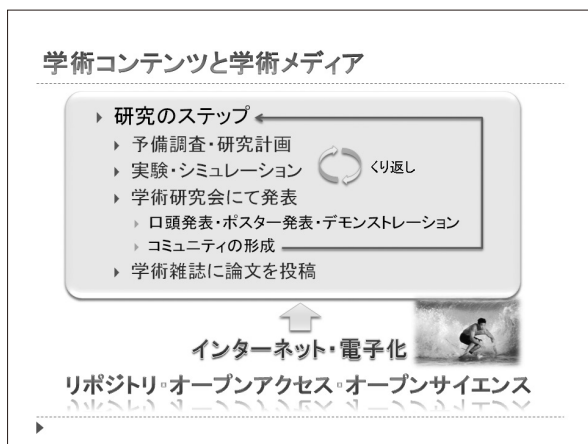 学術コンテンツと学術メディア
研究のステップ
予備調査・研究計画
実験・シミュレーション
くり返し
学術研究会にて発表
口頭発表・ポスター発表・デモンストレーション
コミュニティの形成
学術雑誌に論文を投稿
インターネット・電子化
リポジトリ▫オープンアクセス▫オープンサイエンス